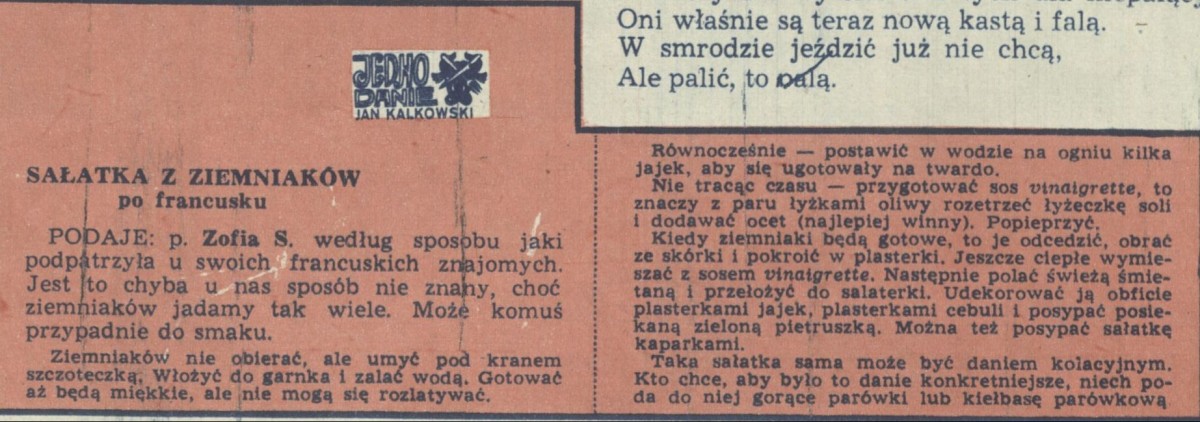 Oni właśnie są teraz nową kastą i falą.
W smrodzie jeździć już nie chcą,
Ale palić, to palą.
JEDNO
DANIE
JAN KALKOWSKI
SAŁATKA Z ZIEMNIAKÓW
po francusku
PODAJE: p. Zofia S. według sposobu jaki
podpatrzyła u swoich francuskich znajomych.
Jest to chyba u nas sposób nie znany, choć
ziemniaków jadamy tak wiele. Może komuś
przypadnie do smaku.
Ziemniaków nie obierać, ale umyć pod kranem
szczoteczką. Włożyć do garnka i zalać wodą. Gotować
aż będą miękkie, ale nie mogą się rozlatywać.
Równocześnie — postawić w wodzie na ogniu kilka
jajek, aby się ugotowały na twardo.
Nie tracąc czasu — przygotować sos vinaigrette, to
znaczy z paru łyżkami oliwy rozetrzeć łyżeczkę soli
i dodawać ocet (najlepiej winny). Popieprzyć.
Kiedy ziemniaki będą gotowe, to je odcedzić, obrać
ze skórki i pokroić w plasterki. Jeszcze ciepłe wymie-
szać z sosem vinaigrette. Następnie polać świeżą śmie-
taną i przełożyć do salaterki. Udekorować ją obficie
plasterkami jajek, plasterkami cebuli i posypać posie-
kaną zieloną pietruszką. Można też posypać sałatkę
kaparkami.
Taka sałatka sama może być daniem kolacyjnym.
Kto chce, aby było to danie konkretniejsze, niech po-
da do niej gorące parówki lub kiełbasę parówkową